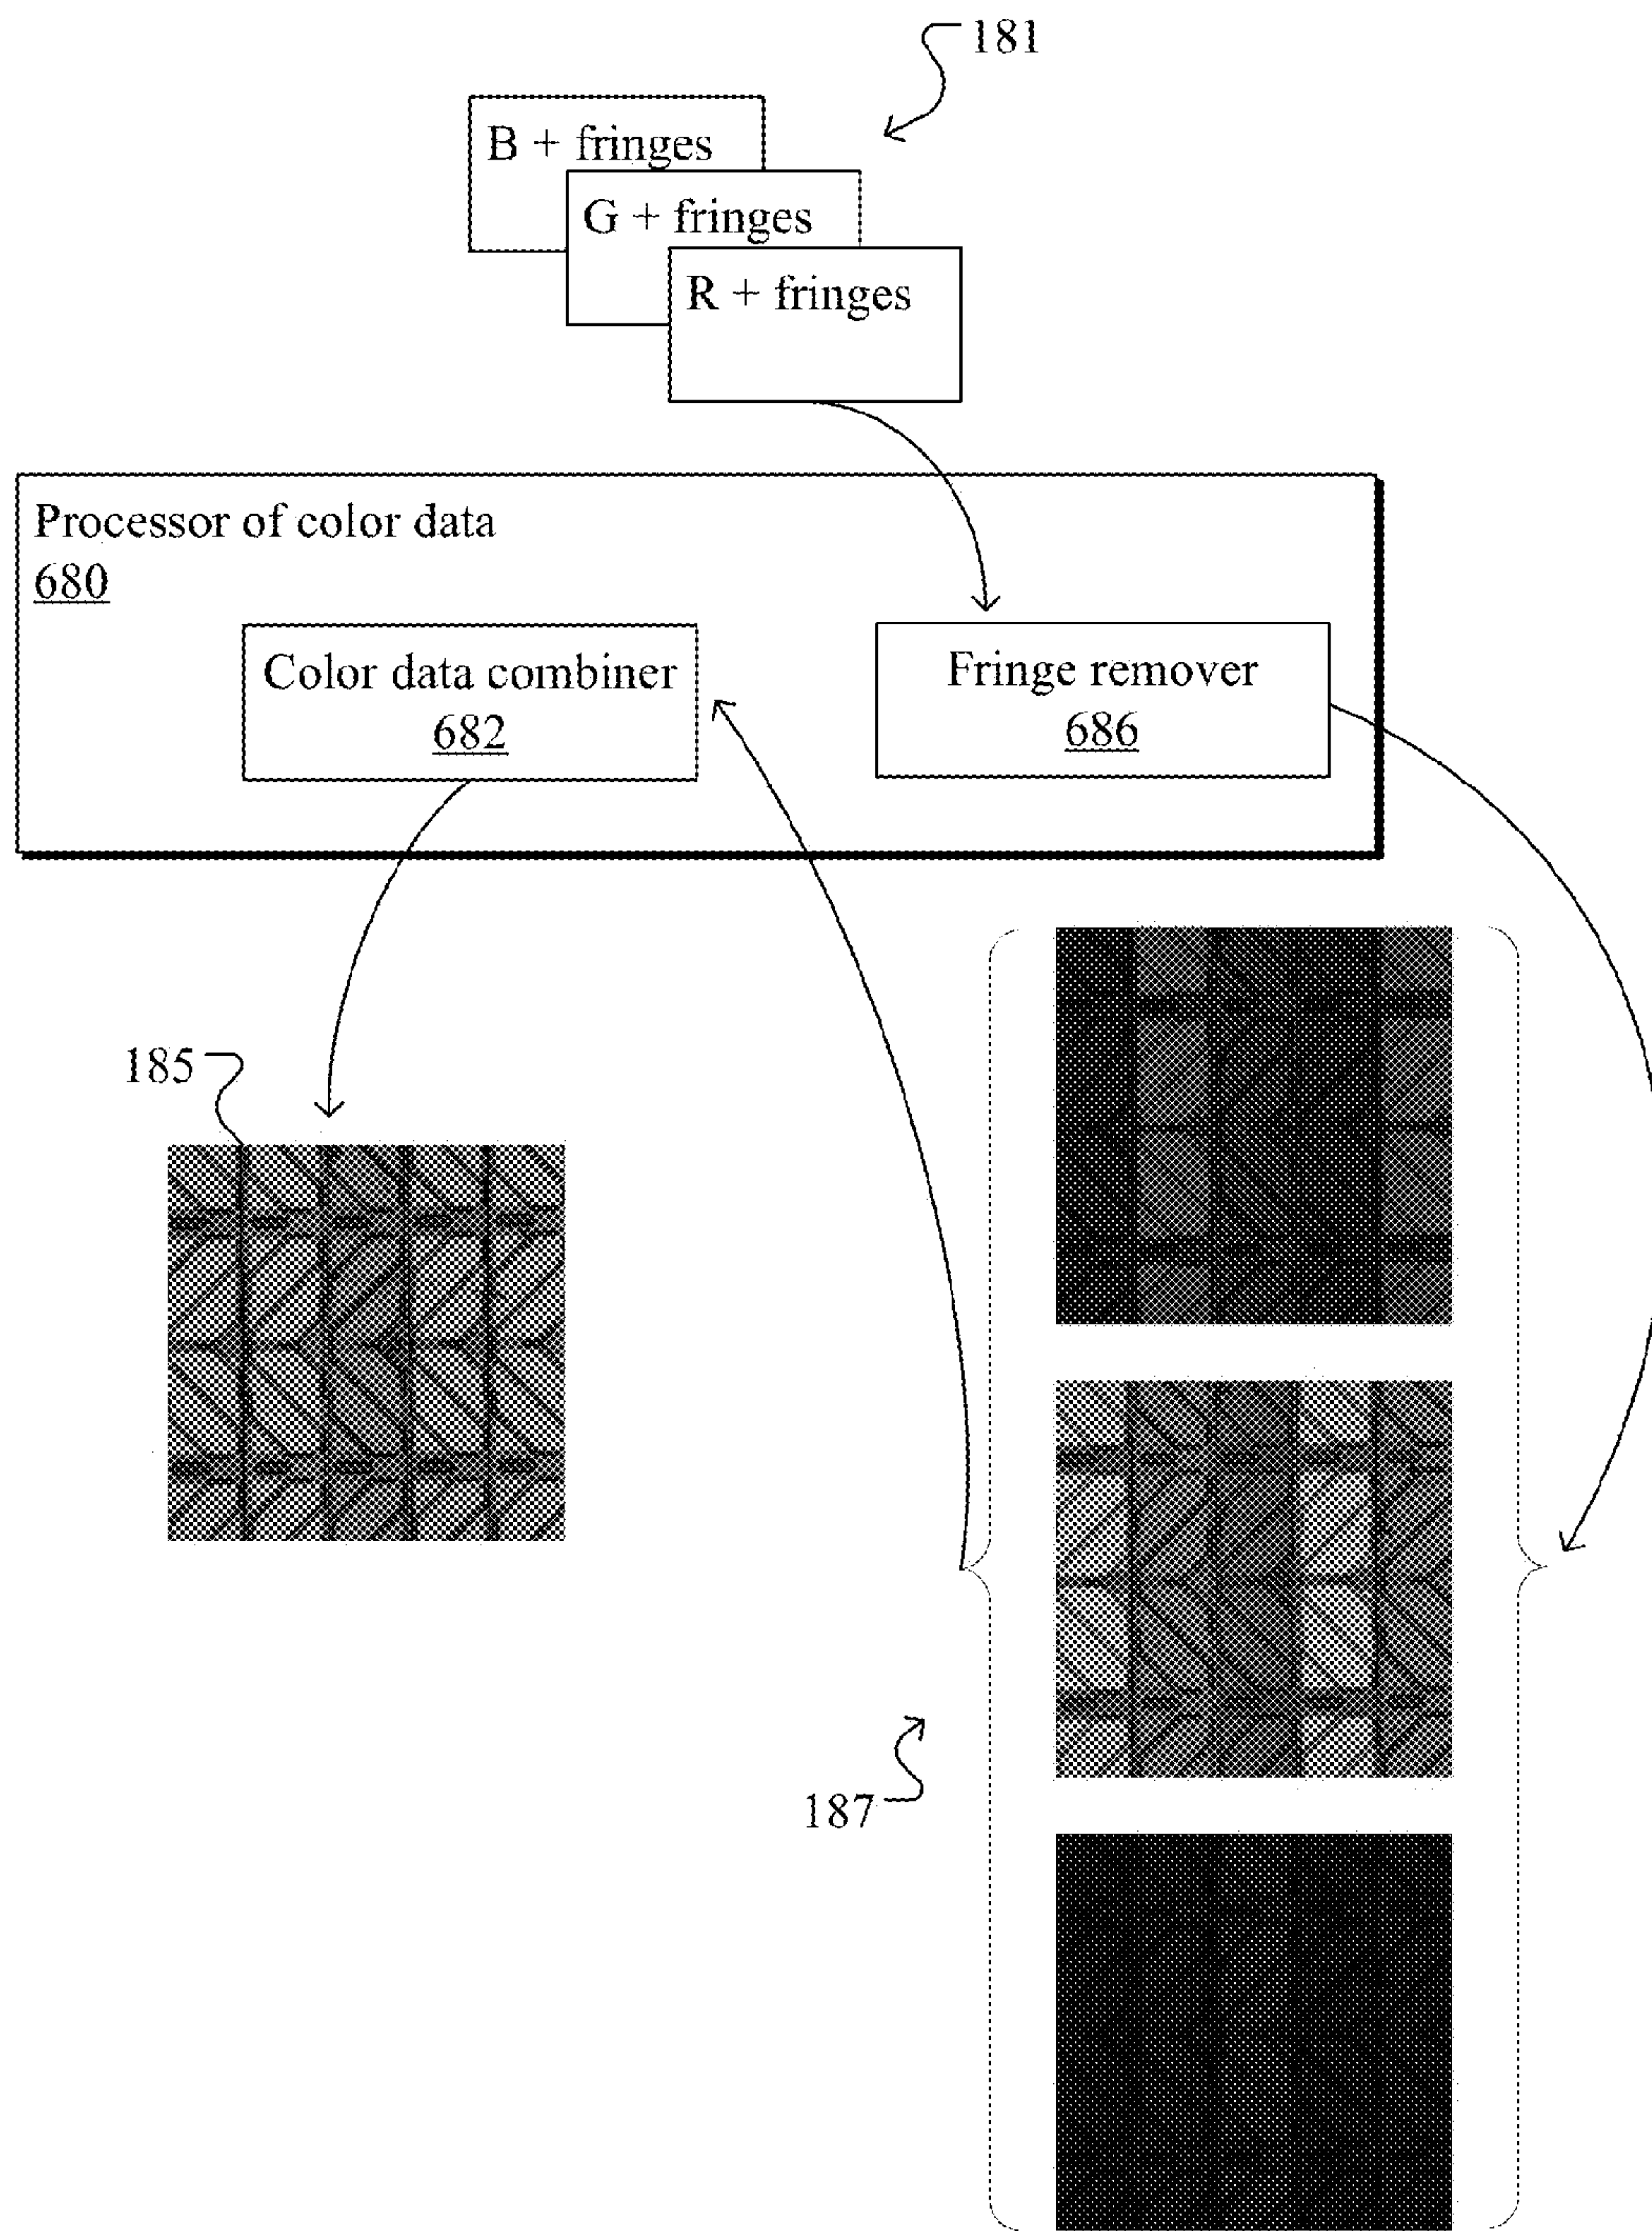 181
B + fringes
G + fringes
R + fringes
Processor of color data
680
Color data combiner
682
Fringe remover
686
185
187